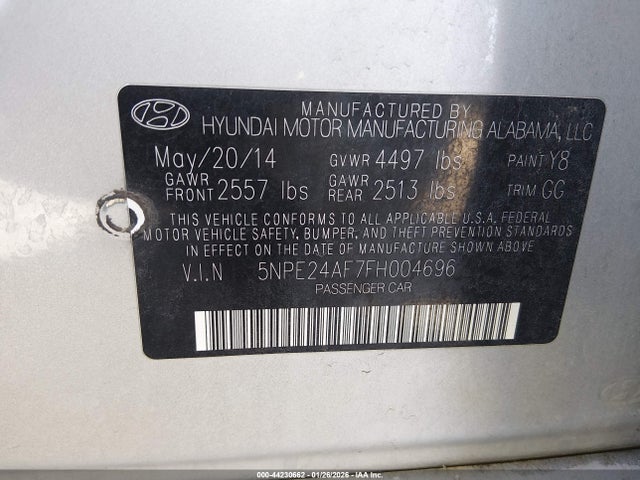 MANUFACTURED BY
HYUNDAI MOTOR MANUFACTURING ALABAMA, LLC
May/20/14 GVWR 4497 lbs PAINT Y8
GAWR FRONT 2557 lbs GAWR REAR 2513 lbs TRIM GG
THIS VEHICLE CONFORMS TO ALL APPLICABLE U.S.A. FEDERAL
MOTOR VEHICLE SAFETY, BUMPER, AND THEFT PREVENTION STANDARDS
IN EFFECT ON THE DATE OF MANUFACTURE SHOWN ABOVE.
V.I.N 5NPE24AF7FH004696
PASSENGER CAR
000-44230662 - 01/26/2026 - IAA Inc.